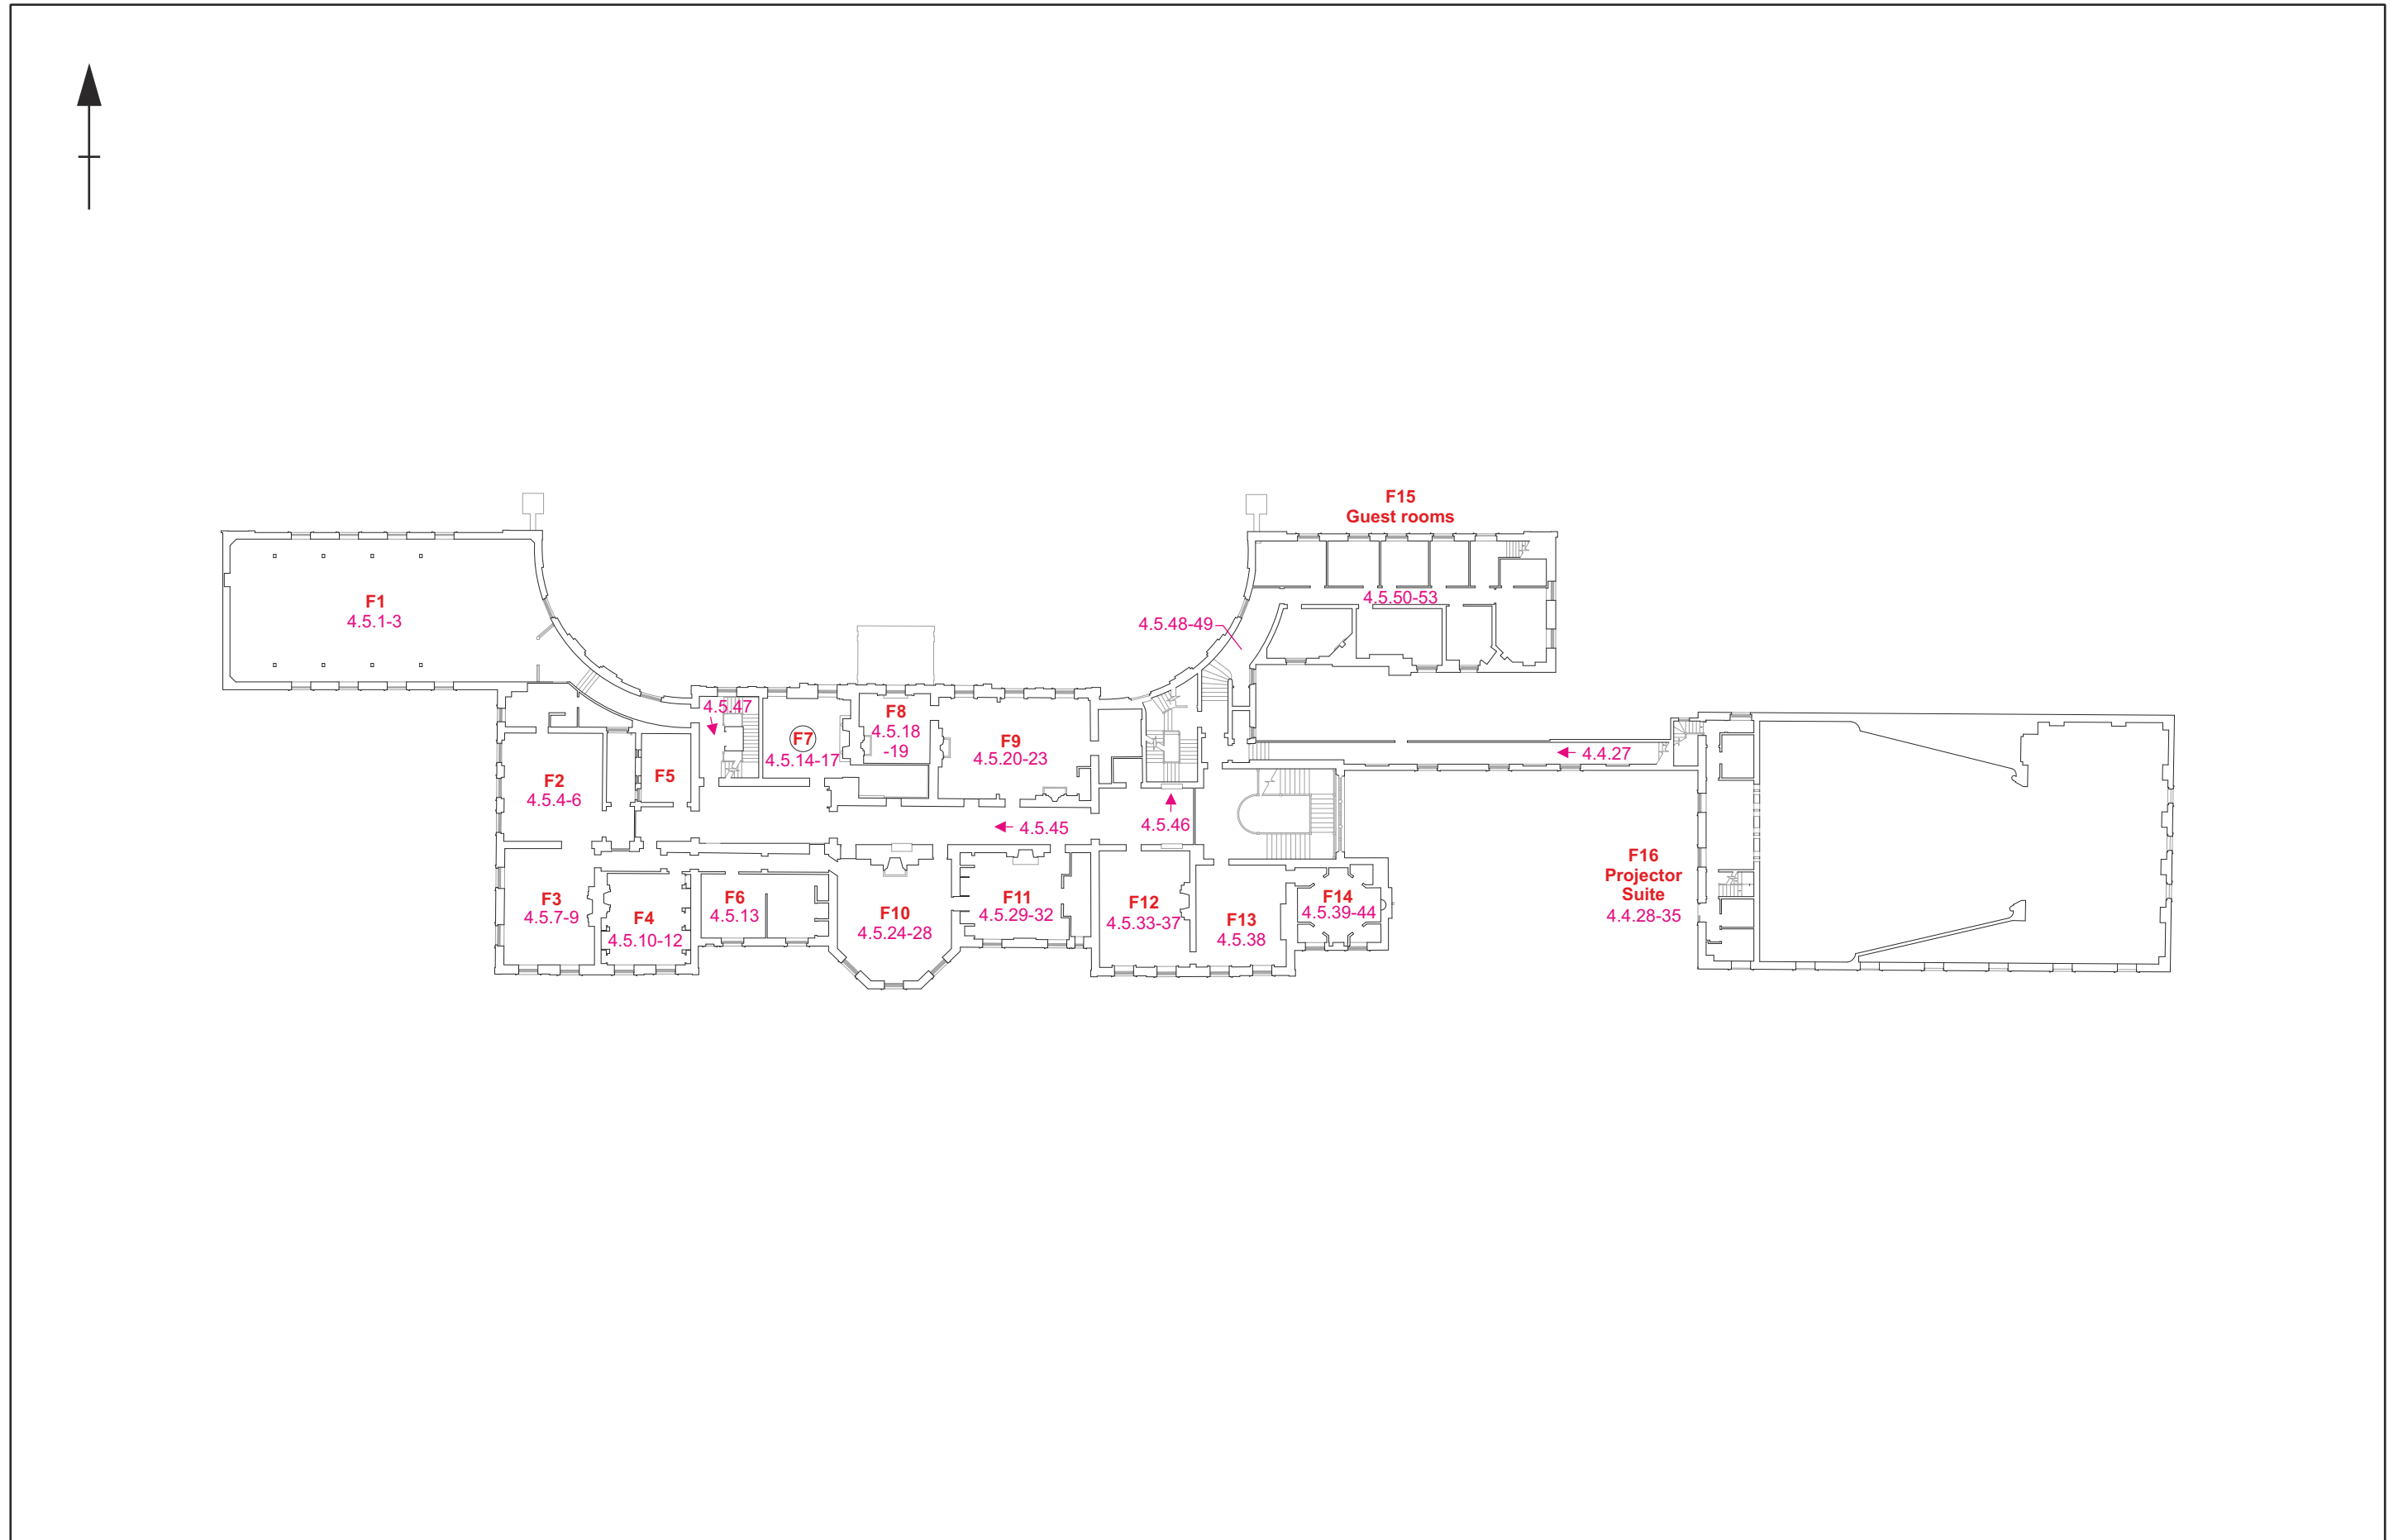 F15
Guest rooms
F1
4.5.1-3
4.5.50-53
4.5.48-49
4.5.47
F8
4.5.18
-19
F7
4.5.14-17
F9
4.5.20-23
4.4.27
F2
4.5.4-6
F5
4.5.45
4.5.46
F16
Projector
Suite
4.4.28-35
F3
4.5.7-9
F4
4.5.10-12
F6
4.5.13
F10
4.5.24-28
F11
4.5.29-32
F12
4.5.33-37
F13
4.5.38
F14
4.5.39-44